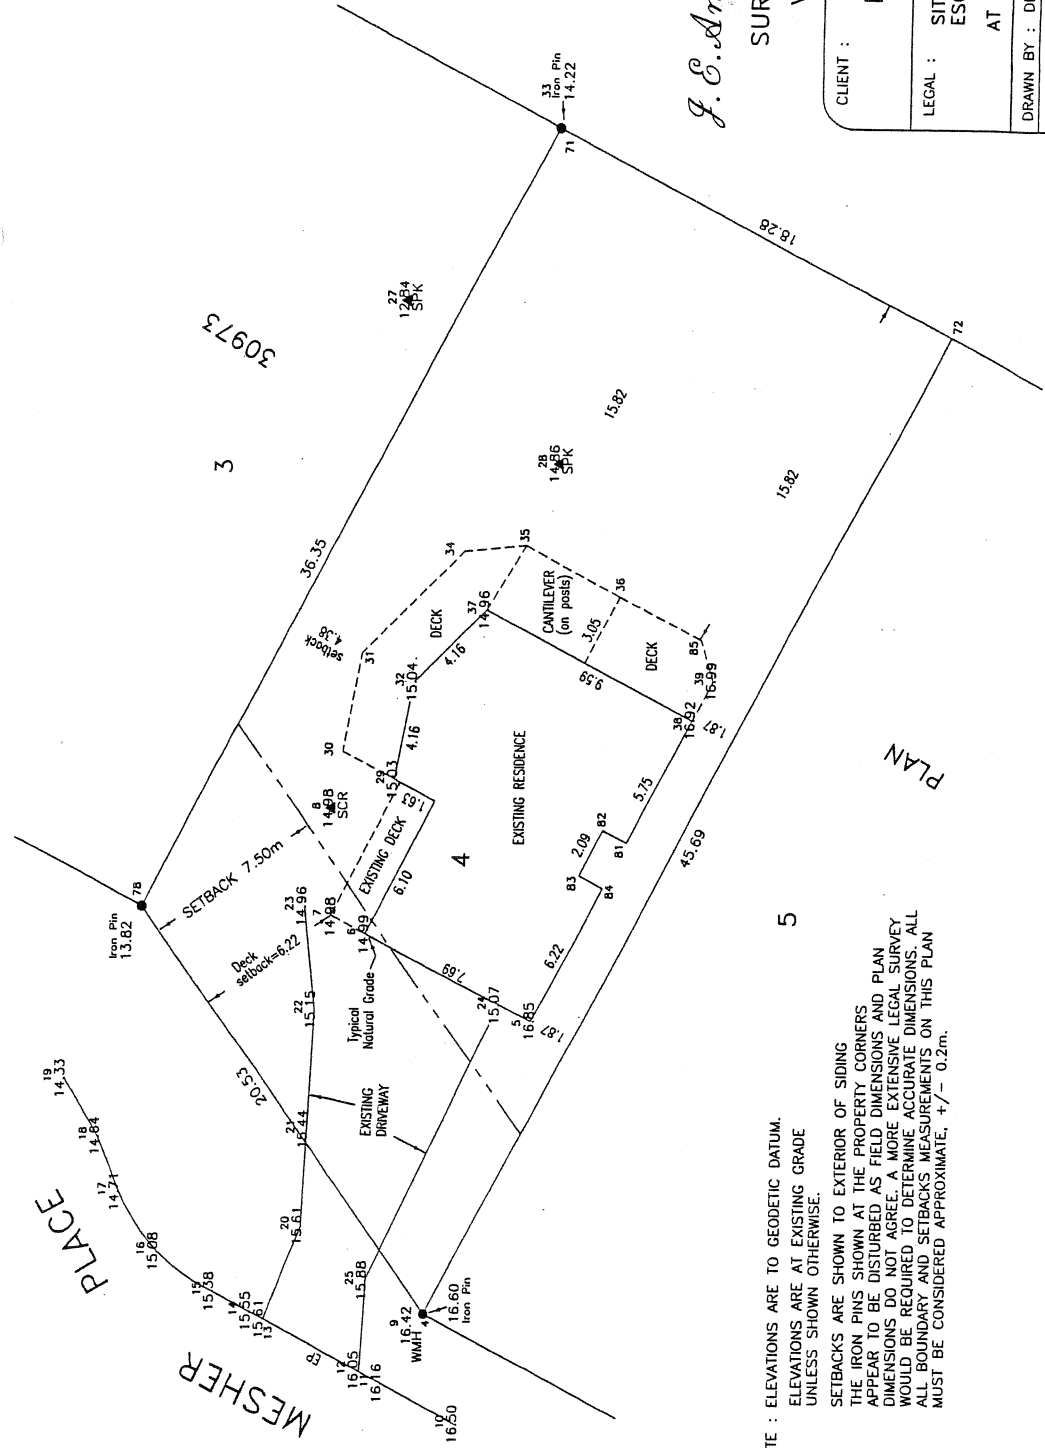 MESHER
PLACE
PLAN
30973
3
4
5
19
14.33
18
14.84
17
14.71
16
15.08
15
15.38
14
15.55
15.61
13
EP
12
16.05
11
16.16
10
16.50
9
16.42
WMH
4
16.60
Iron Pin
25
15.88
20
15.61
21
15.44
22
15.15
23
14.96
20.53
Iron Pin
13.82
78
SETBACK 7.50m
Deck
setback=6.22
7
14.98
6
14.99
Typical
Natural Grade
EXISTING
DRIVEWAY
8
14.98
SCR
EXISTING DECK
6.10
1.63
29
15.03
30
31
setback
4.38
36.35
4.16
32
15.04
4.16
DECK
34
35
37
14.96
CANTILEVER
(on posts)
3.05
36
DECK
85
39
16.99
9.59
38
16.92
1.87
EXISTING RESIDENCE
5.75
82
81
2.09
83
84
6.22
7.69
24
15.07
5
16.85
1.87
45.69
28
14.86
SPK
27
12.84
SPK
15.82
15.82
33
Iron Pin
14.22
71
18.28
72
TE : ELEVATIONS ARE TO GEODETIC DATUM.
ELEVATIONS ARE AT EXISTING GRADE
UNLESS SHOWN OTHERWISE.
SETBACKS ARE SHOWN TO EXTERIOR OF SIDING
THE IRON PINS SHOWN AT THE PROPERTY CORNERS
APPEAR TO BE DISTURBED AS FIELD DIMENSIONS AND PLAN
DIMENSIONS DO NOT AGREE. A MORE EXTENSIVE LEGAL SURVEY
WOULD BE REQUIRED TO DETERMINE ACCURATE DIMENSIONS. ALL
ALL BOUNDARY AND SETBACKS MEASUREMENTS ON THIS PLAN
MUST BE CONSIDERED APPROXIMATE, +/- 0.2m.
J. E. An
SUR
CLIENT :
LEGAL : SIT
ESQ
AT
DRAWN BY : D